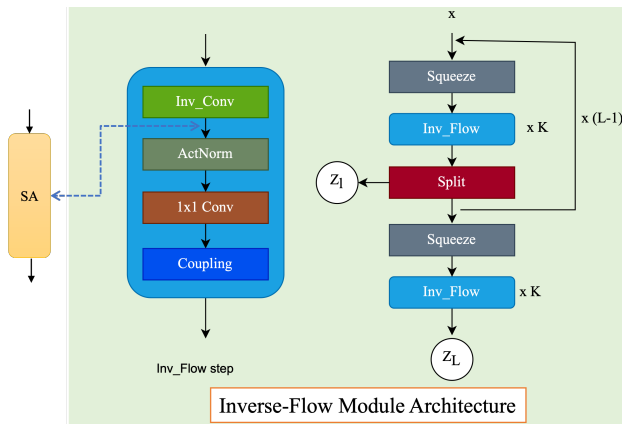 SA
Inv_Conv
ActNorm
1x1 Conv
Coupling
Inv_Flow step
x
Squeeze
Inv_Flow
x K
x (L-1)
Split
Z_l
Squeeze
Inv_Flow
x K
Z_L
Inverse-Flow Module Architecture